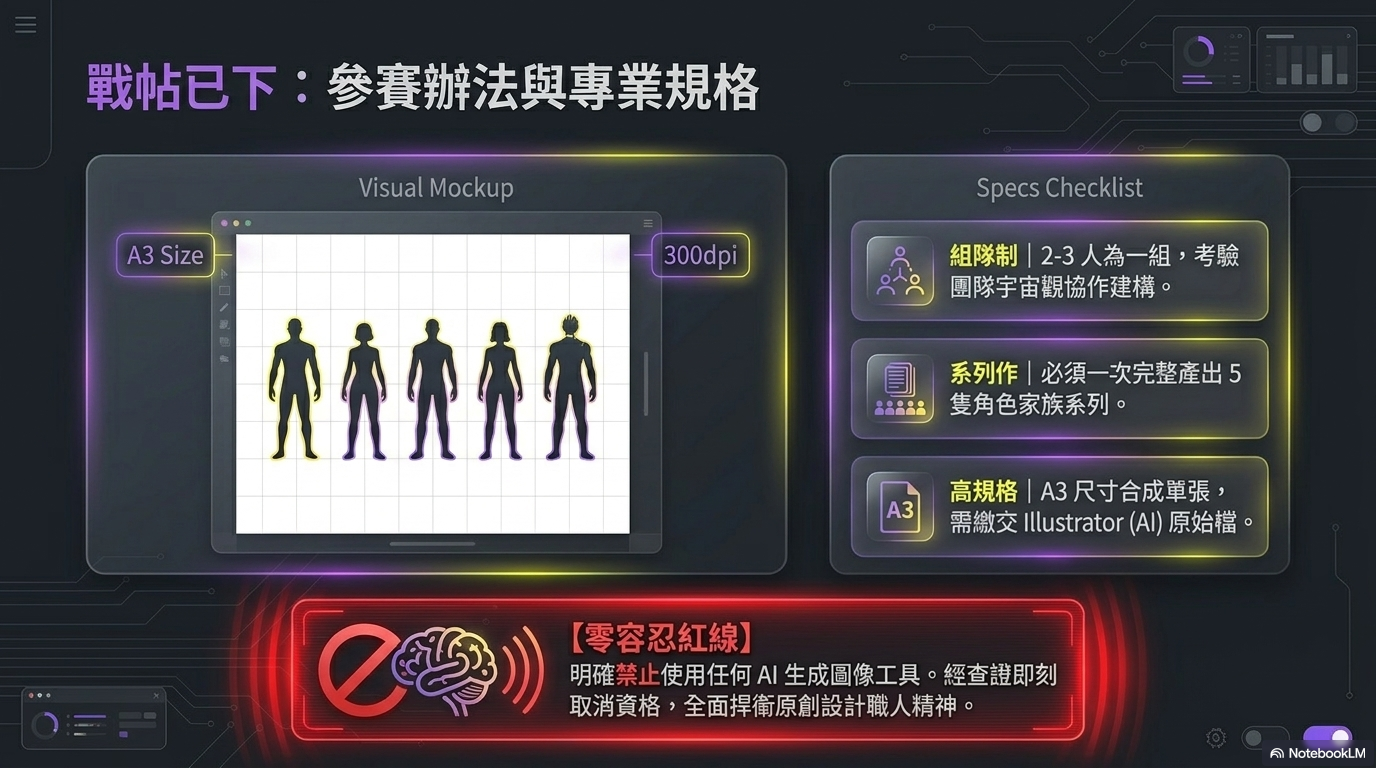 戰帖已下：參賽辦法與專業規格
Visual Mockup
A3 Size
300dpi
Specs Checklist
組隊制｜2-3 人為一組，考驗
團隊宇宙觀協作建構。
系列作｜必須一次完整產出 5
隻角色家族系列。
A3
高規格｜A3 尺寸合成單張，
需繳交 Illustrator (AI) 原始檔。
【零容忍紅線】
明確禁止使用任何 AI 生成圖像工具。經查證即刻
取消資格，全面捍衛原創設計職人精神。
NotebookLM